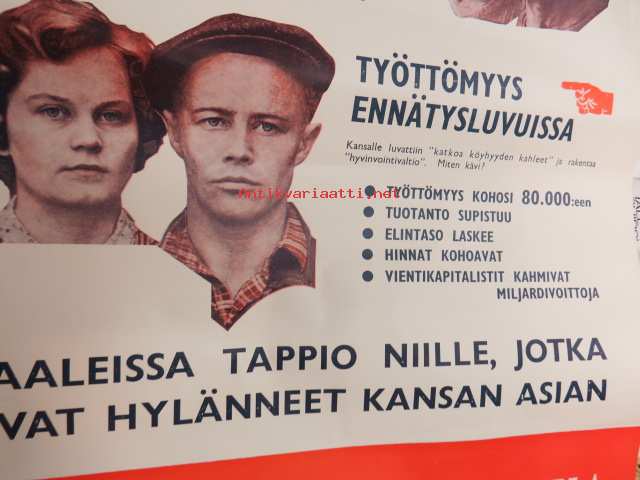 TYÖTTÖMYYS
ENNÄTYSLUVUISSA
Kansalle luvattiin "katkoa köyhyyden kahleet" ja rakentaa
"hyvinvointivaltio". Miten kävi?
Antikvariaatti.net
● TYÖTTÖMYYS KOHOSI 80.000:een
● TUOTANTO SUPISTUU
● ELINTASO LASKEE
● HINNAT KOHOAVAT
● VIENTIKAPITALISTIT KAHMIVAT
MILJARDIVOITTOJA
AALEISSA TAPPIO NIILLE, JOTKA
VAT HYLÄNNEET KANSAN ASIAN